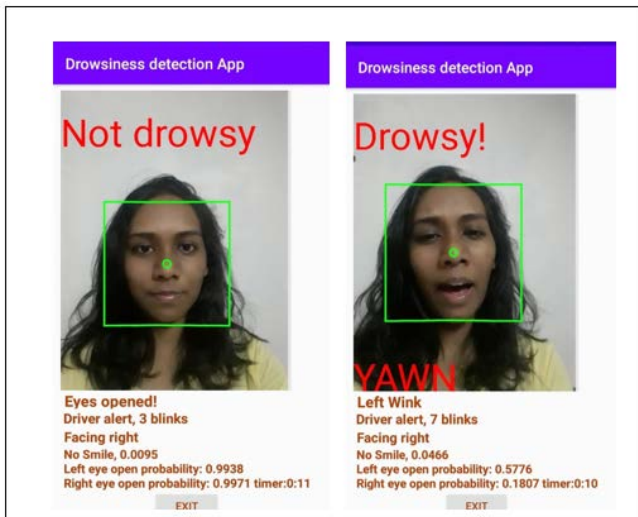 Drowsiness detection App
Not drowsy
Eyes opened!
Driver alert, 3 blinks
Facing right
No Smile, 0.0095
Left eye open probability: 0.9938
Right eye open probability: 0.9971 timer:0:11
EXIT
Drowsiness detection App
Drowsy!
YAWN
Left Wink
Driver alert, 7 blinks
Facing right
No Smile, 0.0466
Left eye open probability: 0.5776
Right eye open probability: 0.1807 timer:0:10
EXIT